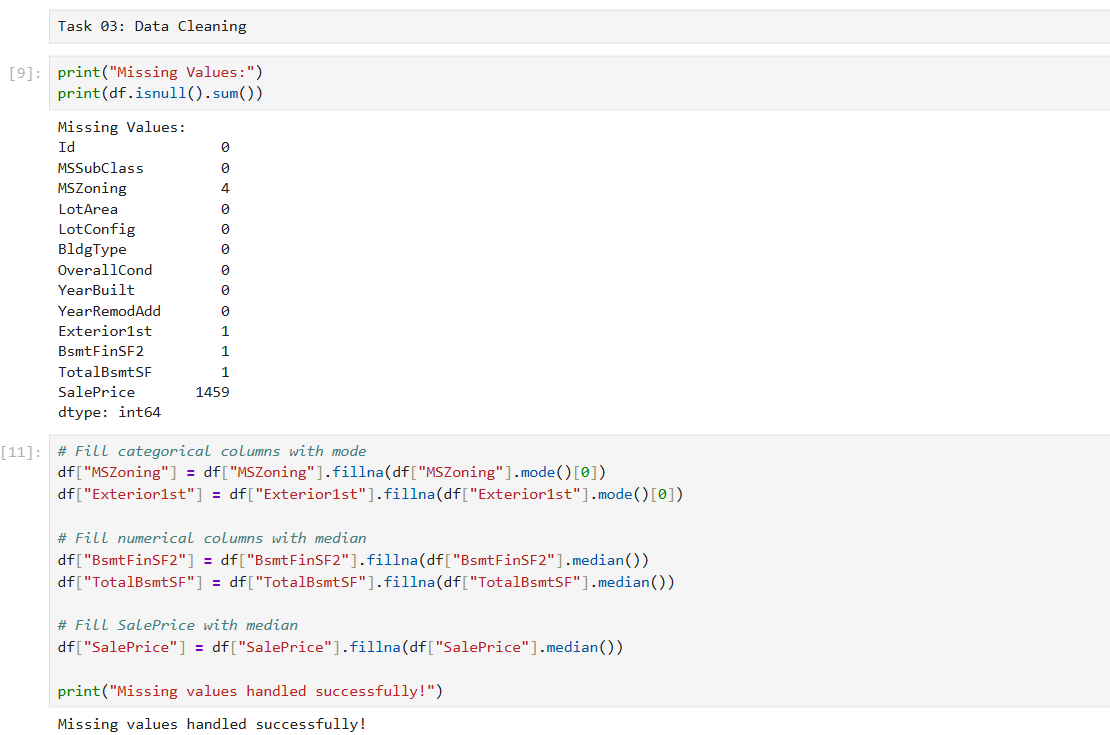 Task 03: Data Cleaning
[9]:
print("Missing Values:")
print(df.isnull().sum())
Missing Values:
Id 0
MSSubClass 0
MSZoning 4
LotArea 0
LotConfig 0
BldgType 0
OverallCond 0
YearBuilt 0
YearRemodAdd 0
Exterior1st 1
BsmtFinSF2 1
TotalBsmtSF 1
SalePrice 1459
dtype: int64
[11]:
# Fill categorical columns with mode
df["MSZoning"] = df["MSZoning"].fillna(df["MSZoning"].mode()[0])
df["Exterior1st"] = df["Exterior1st"].fillna(df["Exterior1st"].mode()[0])
# Fill numerical columns with median
df["BsmtFinSF2"] = df["BsmtFinSF2"].fillna(df["BsmtFinSF2"].median())
df["TotalBsmtSF"] = df["TotalBsmtSF"].fillna(df["TotalBsmtSF"].median())
# Fill SalePrice with median
df["SalePrice"] = df["SalePrice"].fillna(df["SalePrice"].median())
print("Missing values handled successfully!")
Missing values handled successfully!